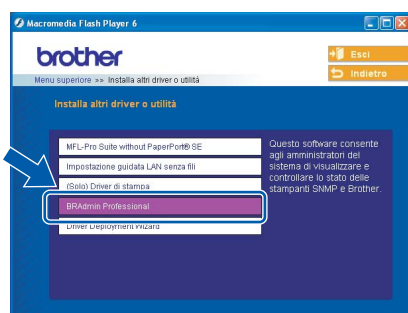 Macromedia Flash Player 6
brother
Esci
Indietro
Menu superiore >> Installa altri driver o utilità
Installa altri driver o utilità
MFL-Pro Suite without PaperPort® SE
Impostazione guidata LAN senza fili
(Solo) Driver di stampa
BRAdmin Professional
Driver Deployment Wizard
Questo software consente
agli amministratori del
sistema di visualizzare e
controllare lo stato delle
stampanti SNMP e Brother.